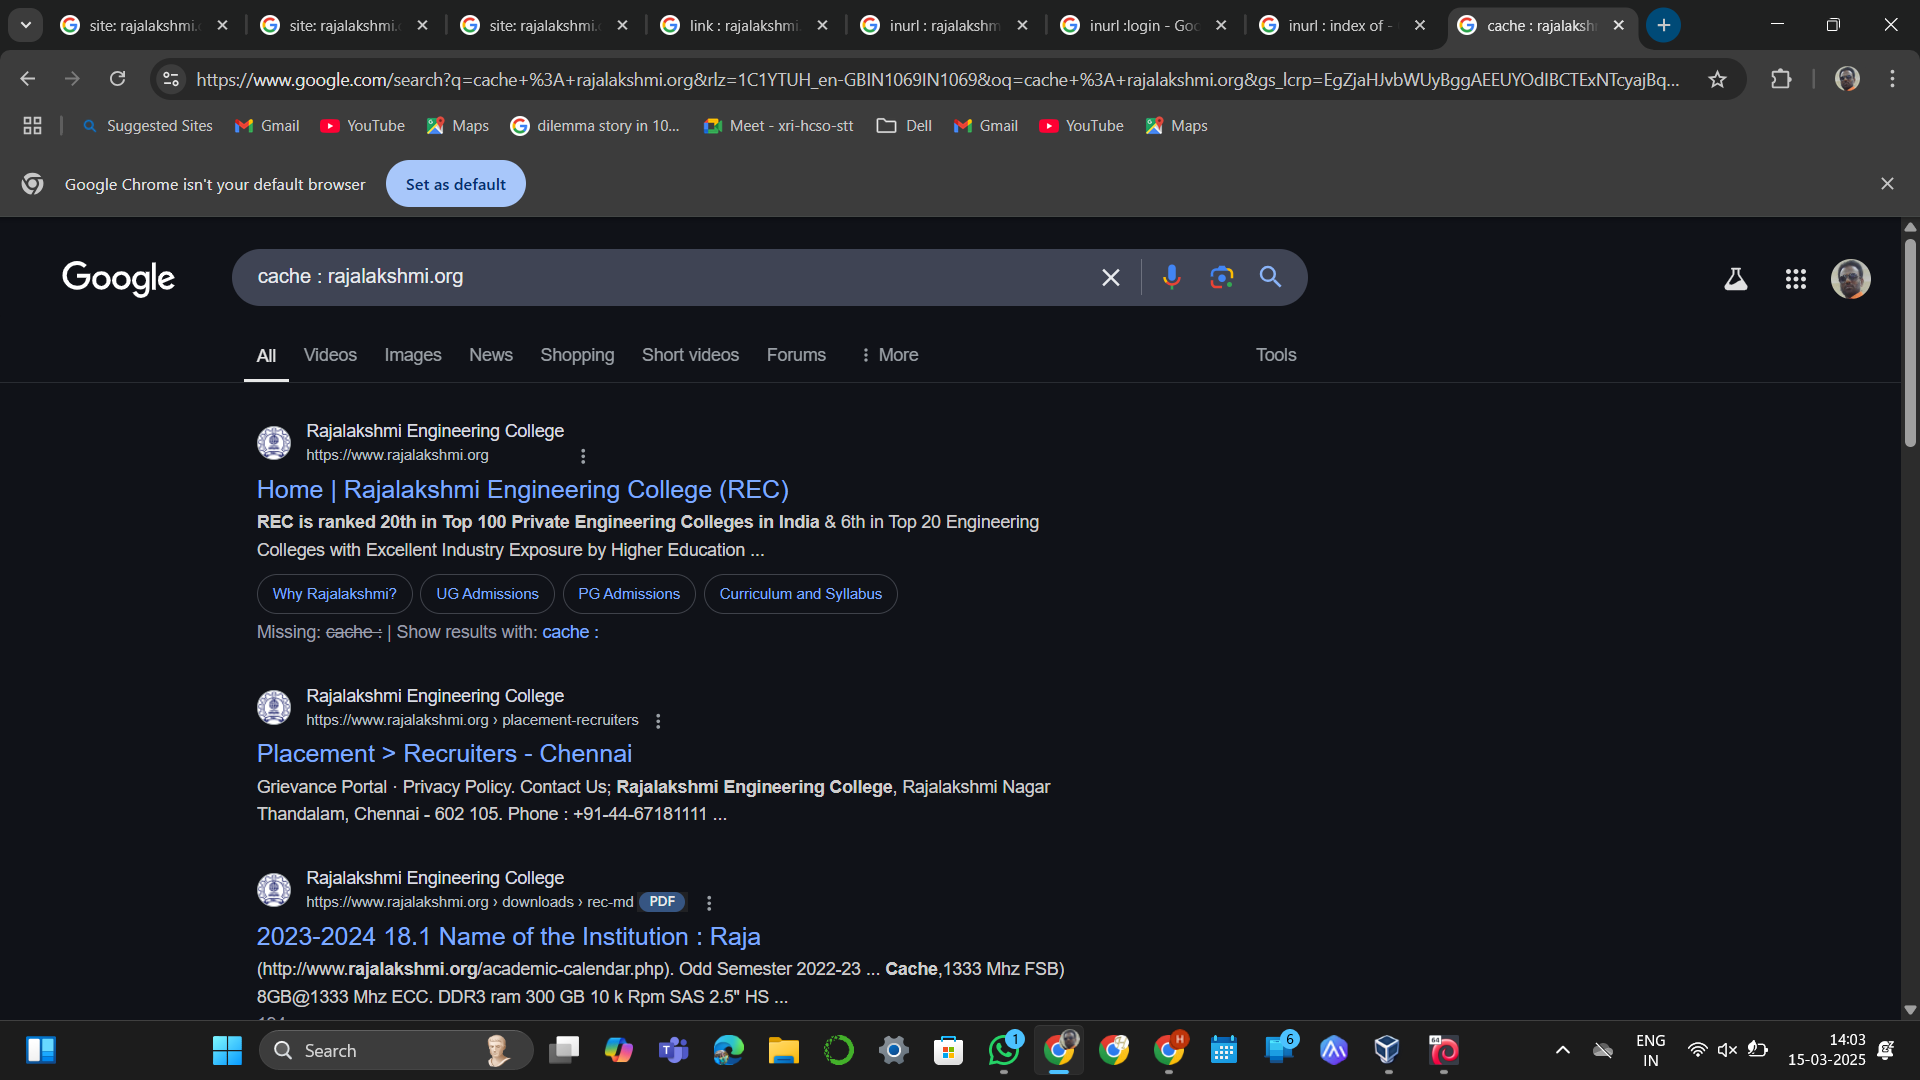 site: rajalakshmi.
site: rajalakshmi.
site: rajalakshmi.
link : rajalakshmi.
inurl : rajalakshm
inurl :login - Goo
inurl : index of -
cache : rajalakshi
https://www.google.com/search?q=cache+%3A+rajalakshmi.org&rlz=1C1YTUH_en-GBIN1069IN1069&oq=cache+%3A+rajalakshmi.org&gs_lcrp=EgZjaHJvbWUyBggAEEUYOdIBCTExNTcyajBq...
Suggested Sites
Gmail
YouTube
Maps
dilemma story in 10...
Meet - xri-hcso-stt
Dell
Gmail
YouTube
Maps
Google Chrome isn't your default browser
Set as default
Google
cache : rajalakshmi.org
All
Videos
Images
News
Shopping
Short videos
Forums
More
Tools
Rajalakshmi Engineering College
https://www.rajalakshmi.org
Home | Rajalakshmi Engineering College (REC)
REC is ranked 20th in Top 100 Private Engineering Colleges in India & 6th in Top 20 Engineering
Colleges with Excellent Industry Exposure by Higher Education ...
Why Rajalakshmi?
UG Admissions
PG Admissions
Curriculum and Syllabus
Missing: cache : | Show results with: cache :
Rajalakshmi Engineering College
https://www.rajalakshmi.org › placement-recruiters
Placement > Recruiters - Chennai
Grievance Portal · Privacy Policy. Contact Us; Rajalakshmi Engineering College, Rajalakshmi Nagar
Thandalam, Chennai - 602 105. Phone : +91-44-67181111 ...
Rajalakshmi Engineering College
https://www.rajalakshmi.org › downloads › rec-md PDF
2023-2024 18.1 Name of the Institution : Raja
(http://www.rajalakshmi.org/academic-calendar.php). Odd Semester 2022-23 ... Cache,1333 Mhz FSB)
8GB@1333 Mhz ECC. DDR3 ram 300 GB 10 k Rpm SAS 2.5" HS ...
Search
1
H
6
64
ENG
IN
14:03
15-03-2025